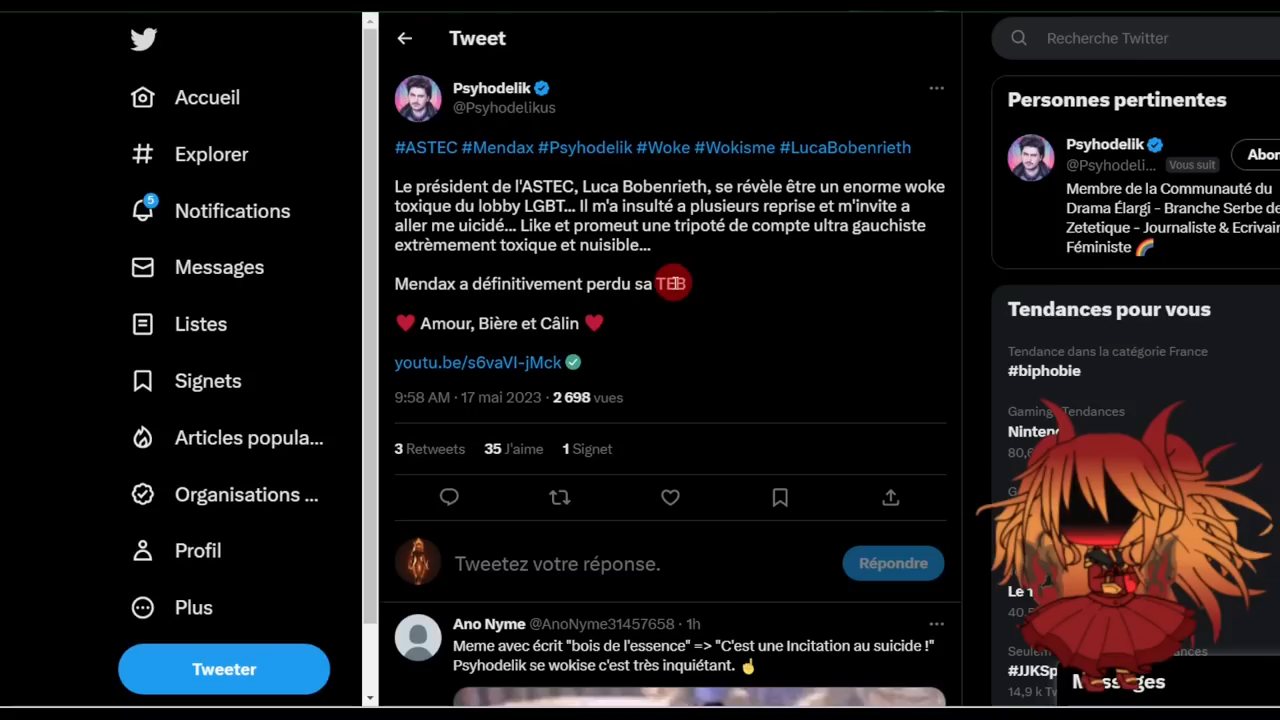 Accueil
Explorer
5
Notifications
Messages
Listes
Signets
Articles popula...
Organisations ...
Profil
Plus
Tweeter
Tweet
Psyhodelik
@Psyhodelikus
#ASTEC #Mendax #Psyhodelik #Woke #Wokisme #LucaBobenrieth
Le président de l'ASTEC, Luca Bobenrieth, se révèle être un enorme woke
toxique du lobby LGBT... Il m'a insulté a plusieurs reprise et m'invite a
aller me uicidé... Like et promeut une tripoté de compte ultra gauchiste
extrèmement toxique et nuisible...
Mendax a définitivement perdu sa TEB
Amour, Bière et Câlin
youtu.be/s6vaVI-jMck
9:58 AM · 17 mai 2023 · 2 698 vues
3 Retweets 35 J'aime 1 Signet
Tweetez votre réponse.
Répondre
Ano Nyme @AnoNyme31457658 · 1h
Meme avec écrit "bois de l'essence" => "C'est une Incitation au suicide !"
Psyhodelik se wokise c'est très inquiétant.
Recherche Twitter
Personnes pertinentes
Psyhodelik
@Psyhodeli... Vous suit
Abon
Membre de la Communauté du
Drama Élargi - Branche Serbe de
Zetetique - Journaliste & Ecrivai
Féministe
Tendances pour vous
Tendance dans la catégorie France
#biphobie
Gaming Tendances
Ninten
80,6
Le
40,5
#JJKSp
14,9 k
Messages